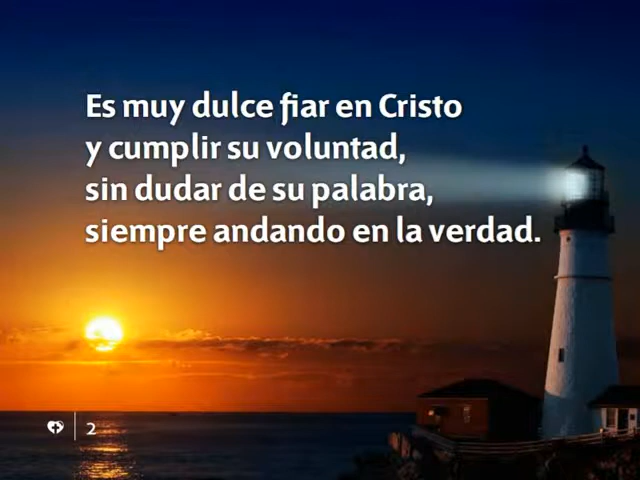 Es muy dulce fiar en Cristo
y cumplir su voluntad,
sin dudar de su palabra,
siempre andando en la verdad.
2